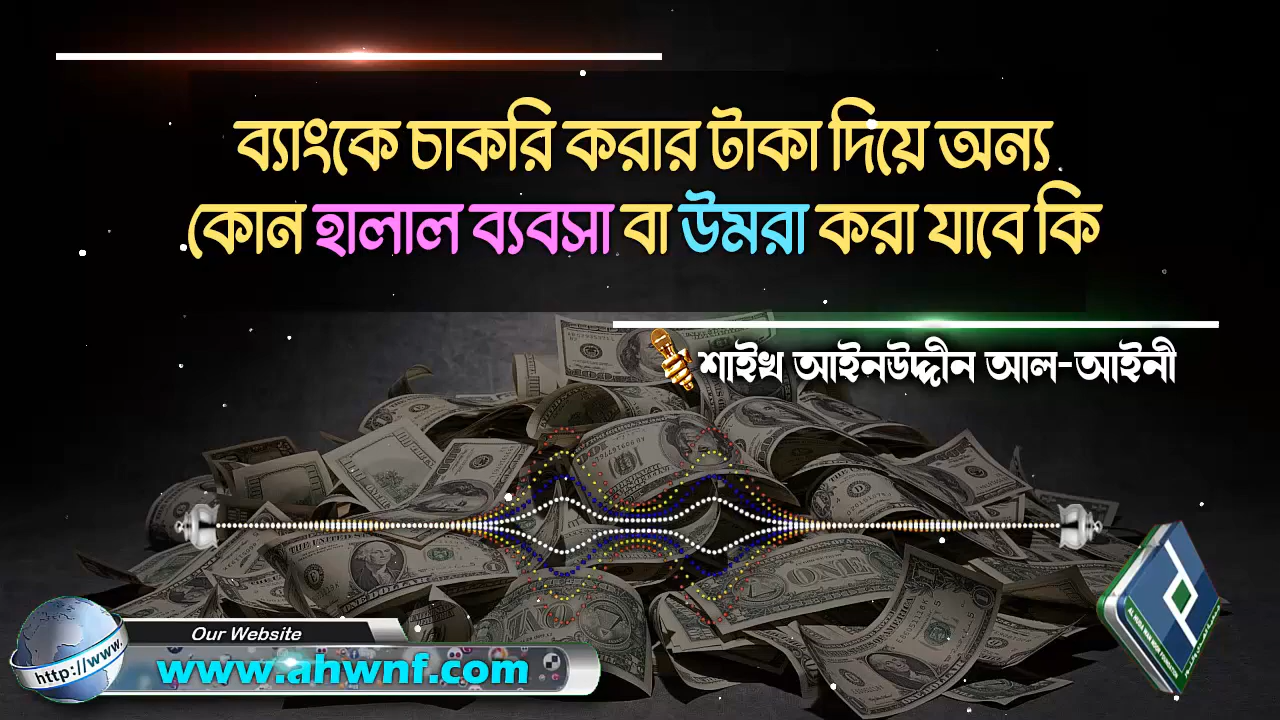 ব্যাংকে চাকরি করার টাকা দিয়ে অন্য
কোন হালাল ব্যবসা বা উমরা করা যাবে কি
শাইখ আইনউদ্দীন আল-আইনী
Our Website
http://www.
www.ahwnf.com